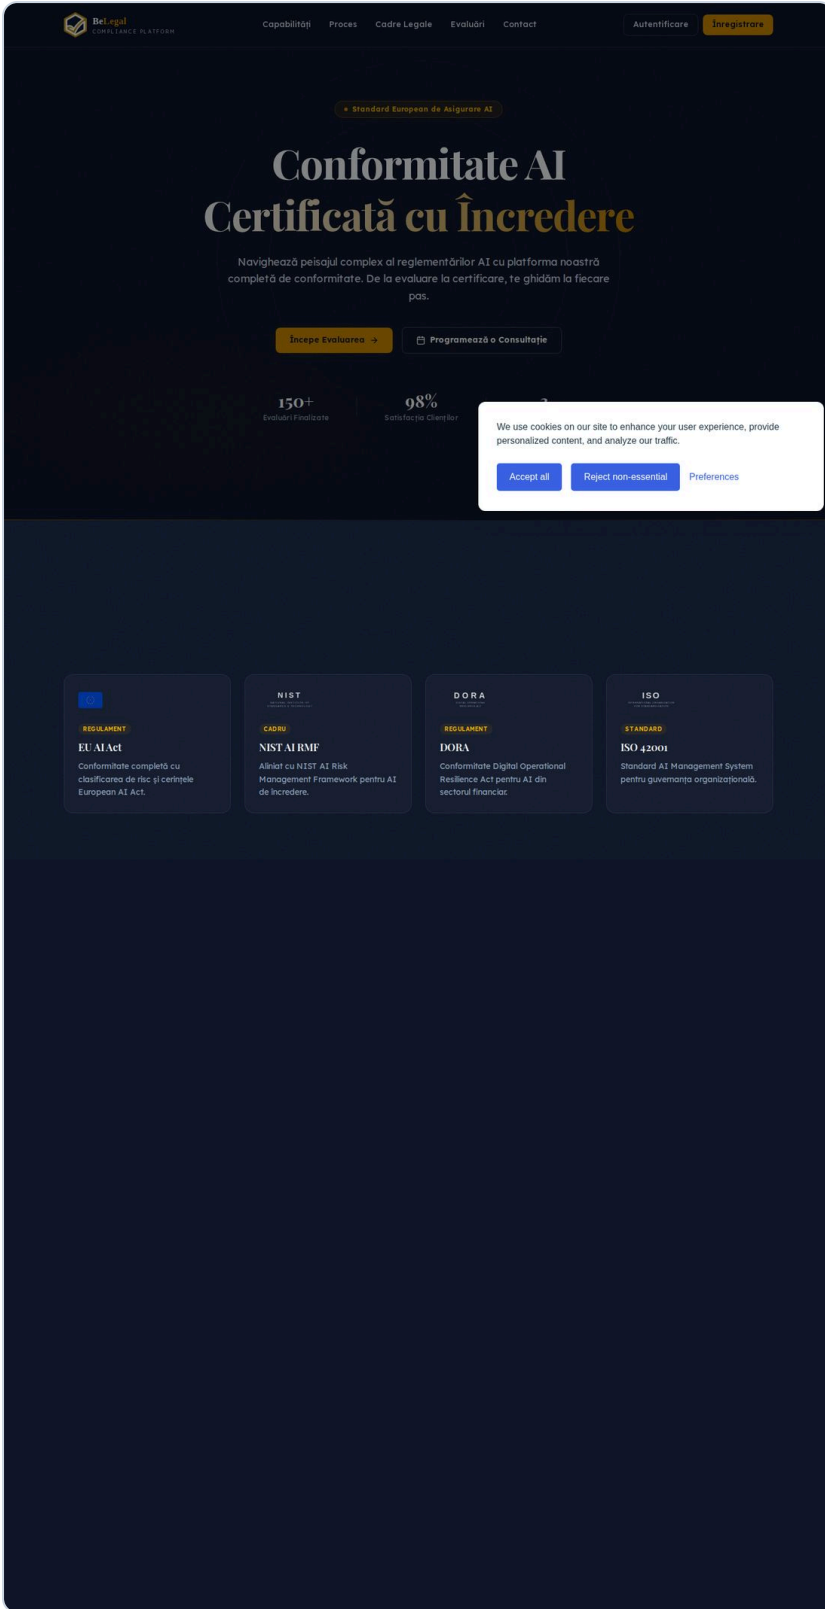 BeLegal
COMPLIANCE PLATFORM
Capabilități
Proces
Cadre Legale
Evaluări
Contact
Autentificare
Înregistrare
Standard European de Asigurare AI
Conformitate AI
Certificată cu Încredere
Navighează peisajul complex al reglementărilor AI cu platforma noastră
completă de conformitate. De la evaluare la certificare, te ghidăm la fiecare
pas.
Începe Evaluarea →
Programează o Consultație
150+
Evaluări Finalizate
98%
Satisfacția Clienților
We use cookies on our site to enhance your user experience, provide
personalized content, and analyze our traffic.
Accept all
Reject non-essential
Preferences
REGULAMENT
EU AI Act
Conformitate completă cu
clasificarea de risc și cerințele
European AI Act.
NIST
CADRU
NIST AI RMF
Aliniat cu NIST AI Risk
Management Framework pentru AI
de încredere.
DORA
REGULAMENT
DORA
Conformitate Digital Operational
Resilience Act pentru AI din
sectorul financiar.
ISO
STANDARD
ISO 42001
Standard AI Management System
pentru guvernanța organizațională.